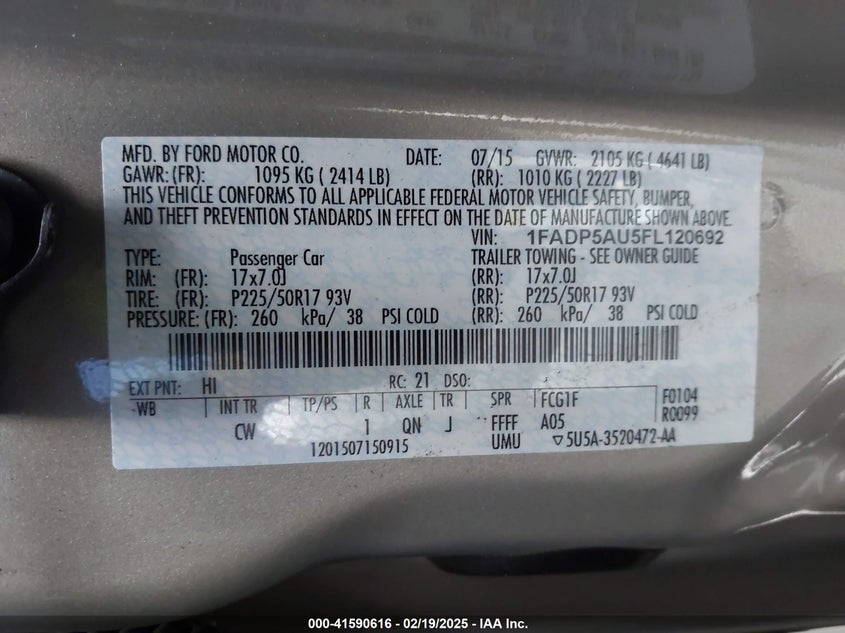 MFD. BY FORD MOTOR CO. DATE: 07/15 GVWR: 2105 KG ( 4641 LB)
GAWR:(FR): 1095 KG ( 2414 LB) (RR): 1010 KG ( 2227 LB)
THIS VEHICLE CONFORMS TO ALL APPLICABLE FEDERAL MOTOR VEHICLE SAFETY, BUMPER,
AND THEFT PREVENTION STANDARDS IN EFFECT ON THE DATE OF MANUFACTURE SHOWN ABOVE.
VIN: 1FADP5AU5FL120692
TYPE: Passenger Car TRAILER TOWING - SEE OWNER GUIDE
RIM: (FR): 17x7.0J (RR): 17x7.0J
TIRE: (FR): P225/50R17 93V (RR): P225/50R17 93V
PRESSURE: (FR): 260 kPa/ 38 PSI COLD (RR): 260 kPa/ 38 PSI COLD
EXT PNT: HI RC: 21 DSO:
-WB INT TR TP/PS R AXLE TR SPR FCG1F F0104
CW 1 QN J FFFF A05 R0099
1201507150915 UMU ▽5U5A-3520472-AA
000-41590616 - 02/19/2025 - IAA Inc.